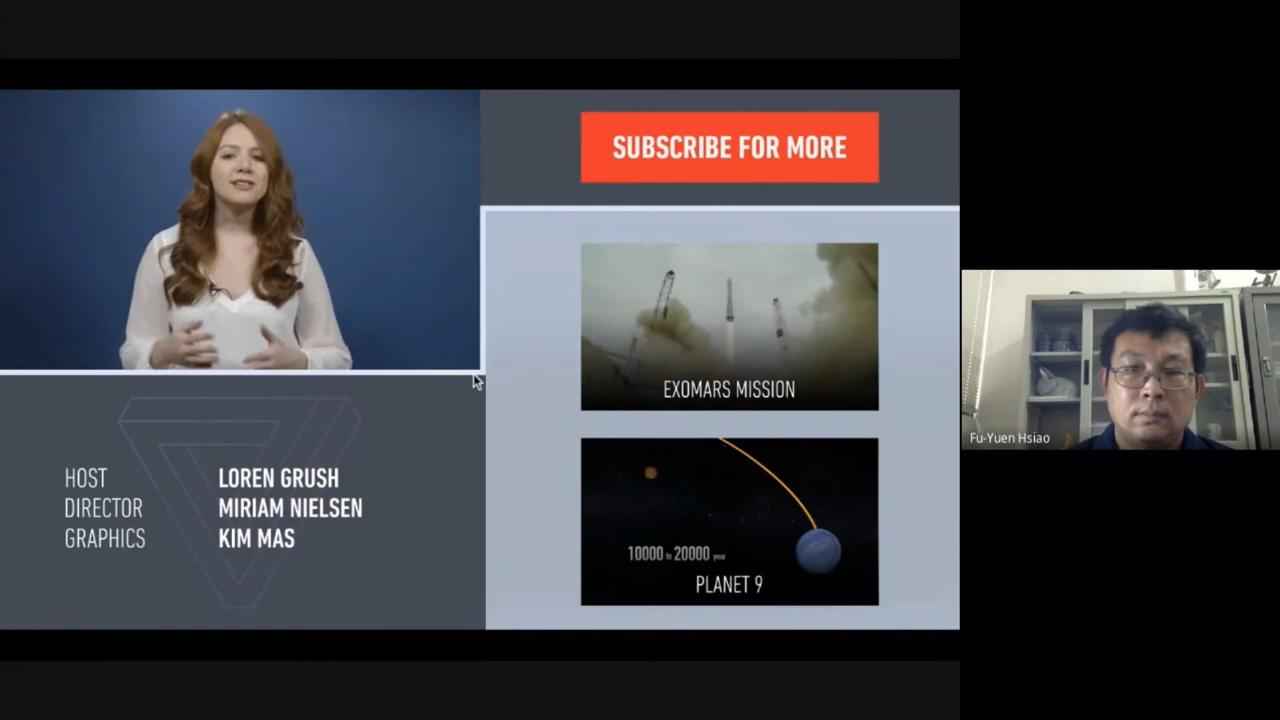 SUBSCRIBE FOR MORE
EXOMARS MISSION
HOST LOREN GRUSH
DIRECTOR MIRIAM NIELSEN
GRAPHICS KIM MAS
10000 to 20000 year
PLANET 9
Fu-Yuen Hsiao